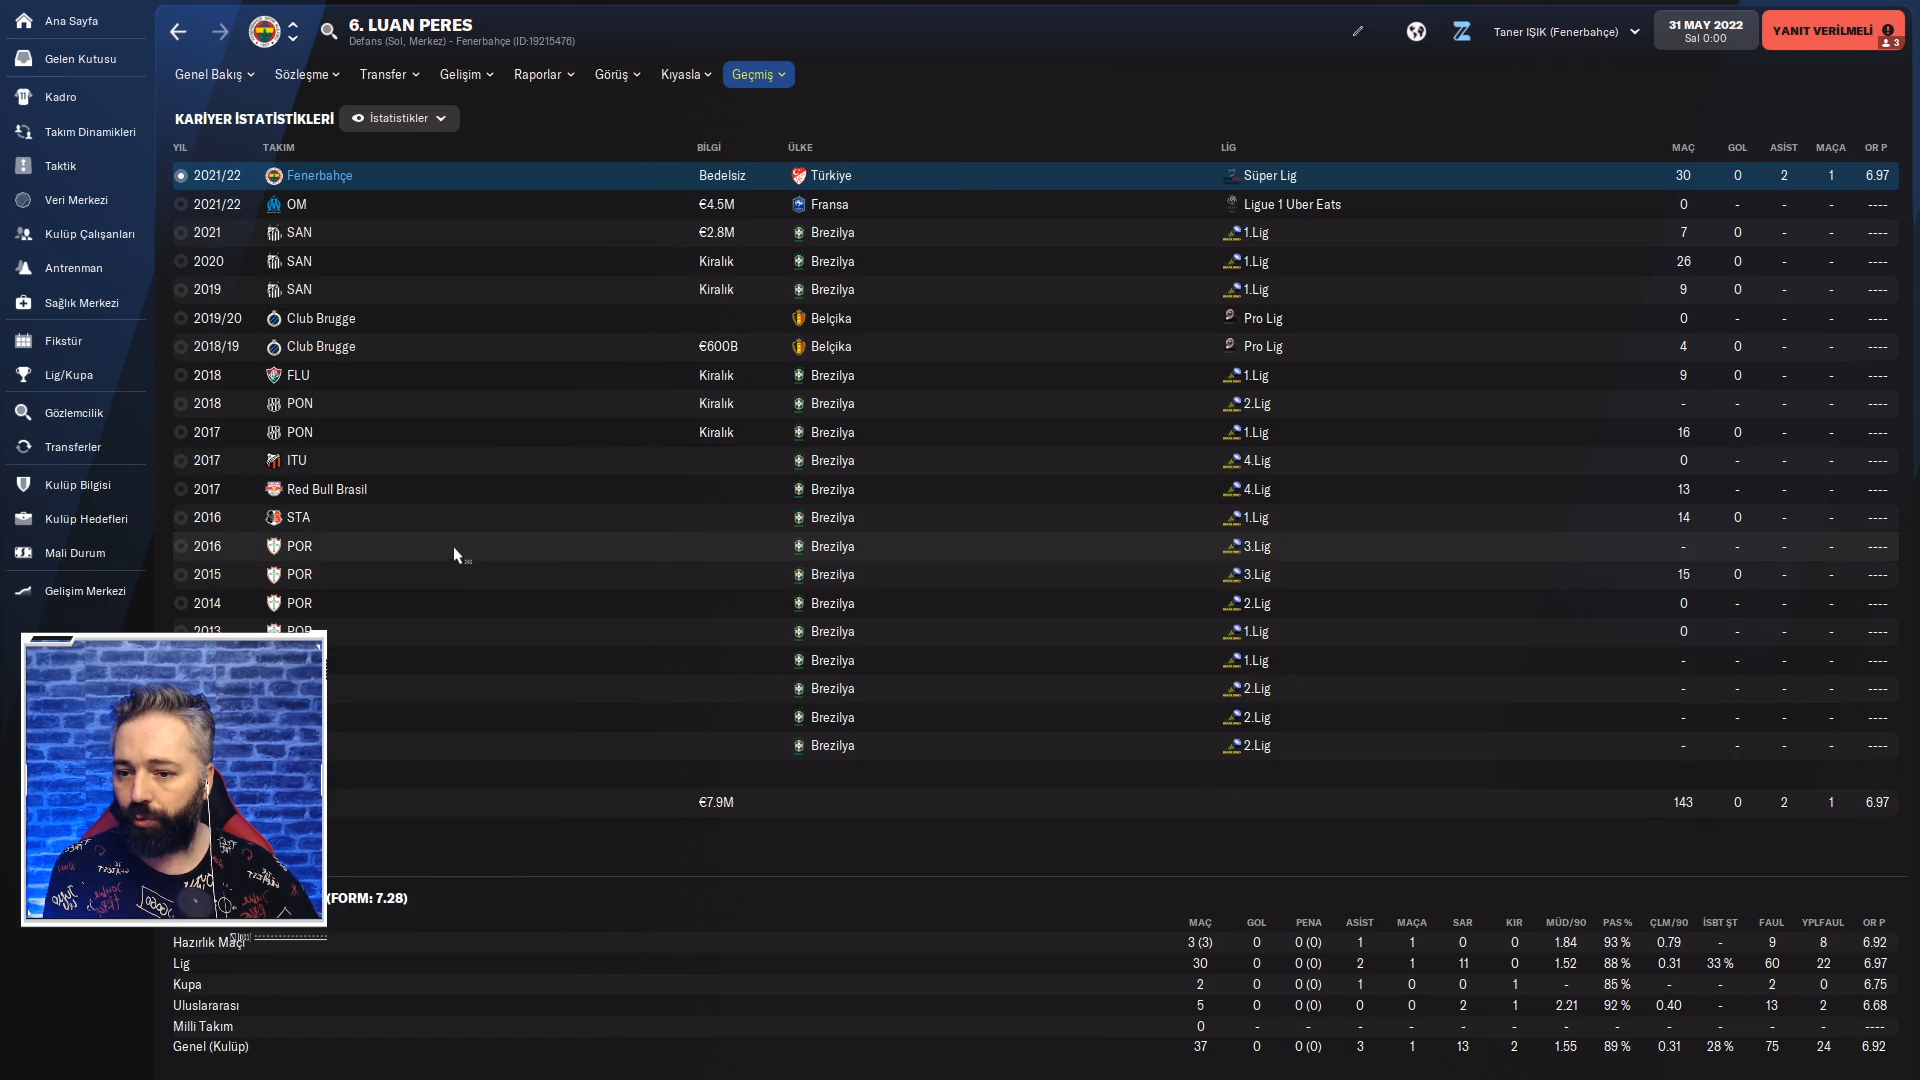 Ana Sayfa
Gelen Kutusu
Kadro
Takım Dinamikleri
Taktik
Veri Merkezi
Kulüp Çalışanları
Antrenman
Sağlık Merkezi
Fikstür
Lig/Kupa
Gözlemcilik
Transferler
Kulüp Bilgisi
Kulüp Hedefleri
Mali Durum
Gelişim Merkezi
6. LUAN PERES
Defans (Sol, Merkez) - Fenerbahçe (ID:19215476)
Taner IŞIK (Fenerbahçe)
31 MAY 2022
Sal 0:00
YANIT VERİLMELİ
3
Genel Bakış Sözleşme Transfer Gelişim Raporlar Görüş Kıyasla Geçmiş
KARİYER İSTATİSTİKLERİ İstatistikler
YIL TAKIM BİLGİ ÜLKE LİG MAÇ GOL ASİST MAÇA OR P
2021/22 Fenerbahçe Bedelsiz Türkiye Süper Lig 30 0 2 1 6.97
2021/22 OM €4.5M Fransa Ligue 1 Uber Eats 0 - - - ----
2021 SAN €2.8M Brezilya 1.Lig 7 0 - - ----
2020 SAN Kiralık Brezilya 1.Lig 26 0 - - ----
2019 SAN Kiralık Brezilya 1.Lig 9 0 - - ----
2019/20 Club Brugge Belçika Pro Lig 0 - - - ----
2018/19 Club Brugge €600B Belçika Pro Lig 4 0 - - ----
2018 FLU Kiralık Brezilya 1.Lig 9 0 - - ----
2018 PON Kiralık Brezilya 2.Lig - - - - ----
2017 PON Kiralık Brezilya 1.Lig 16 0 - - ----
2017 ITU Brezilya 4.Lig 0 - - - ----
2017 Red Bull Brasil Brezilya 4.Lig 13 - - - ----
2016 STA Brezilya 1.Lig 14 0 - - ----
2016 POR Brezilya 3.Lig - - - - ----
2015 POR Brezilya 3.Lig 15 0 - - ----
2014 POR Brezilya 2.Lig 0 - - - ----
2013 POR Brezilya 1.Lig 0 - - - ----
Brezilya 1.Lig - - - - ----
Brezilya 2.Lig - - - - ----
Brezilya 2.Lig - - - - ----
Brezilya 2.Lig - - - - ----
€7.9M 143 0 2 1 6.97
(FORM: 7.28)
MAÇ GOL PENA ASİST MAÇA SAR KIR MÜD/90 PAS % ÇLM/90 İSBT ŞT FAUL YPLFAUL OR P
Hazırlık Maçı 3 (3) 0 0 (0) 1 1 0 0 1.84 93 % 0.79 - 9 8 6.92
Lig 30 0 0 (0) 2 1 11 0 1.52 88 % 0.31 33 % 60 22 6.97
Kupa 2 0 0 (0) 1 0 0 1 - 85 % - - 2 0 6.75
Uluslararası 5 0 0 (0) 0 0 2 1 2.21 92 % 0.40 - 13 2 6.68
Milli Takım 0 - - - - - - - - - - - - ----
Genel (Kulüp) 37 0 0 (0) 3 1 13 2 1.55 89 % 0.31 28 % 75 24 6.92